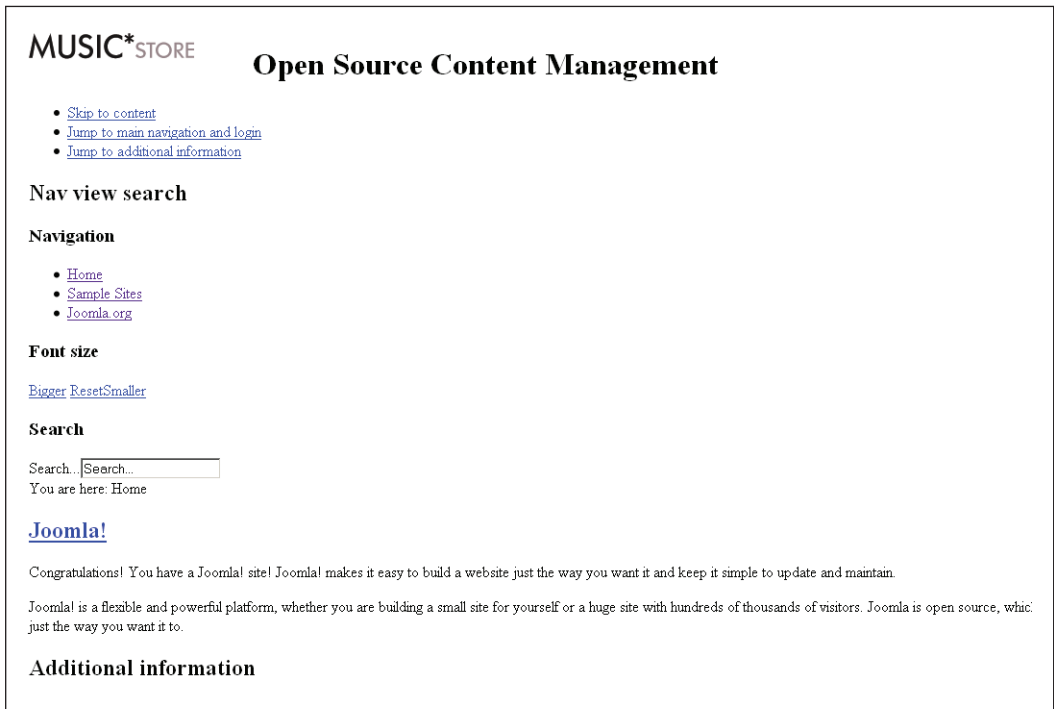 MUSIC*STORE
Open Source Content Management
Skip to content
Jump to main navigation and login
Jump to additional information
Nav view search
Navigation
Home
Sample Sites
Joomla.org
Font size
Bigger ResetSmaller
Search
Search...Search...
You are here: Home
Joomla!
Congratulations! You have a Joomla! site! Joomla! makes it easy to build a website just the way you want it and keep it simple to update and maintain.
Joomla! is a flexible and powerful platform, whether you are building a small site for yourself or a huge site with hundreds of thousands of visitors. Joomla is open source,
just the way you want it to.
Additional information